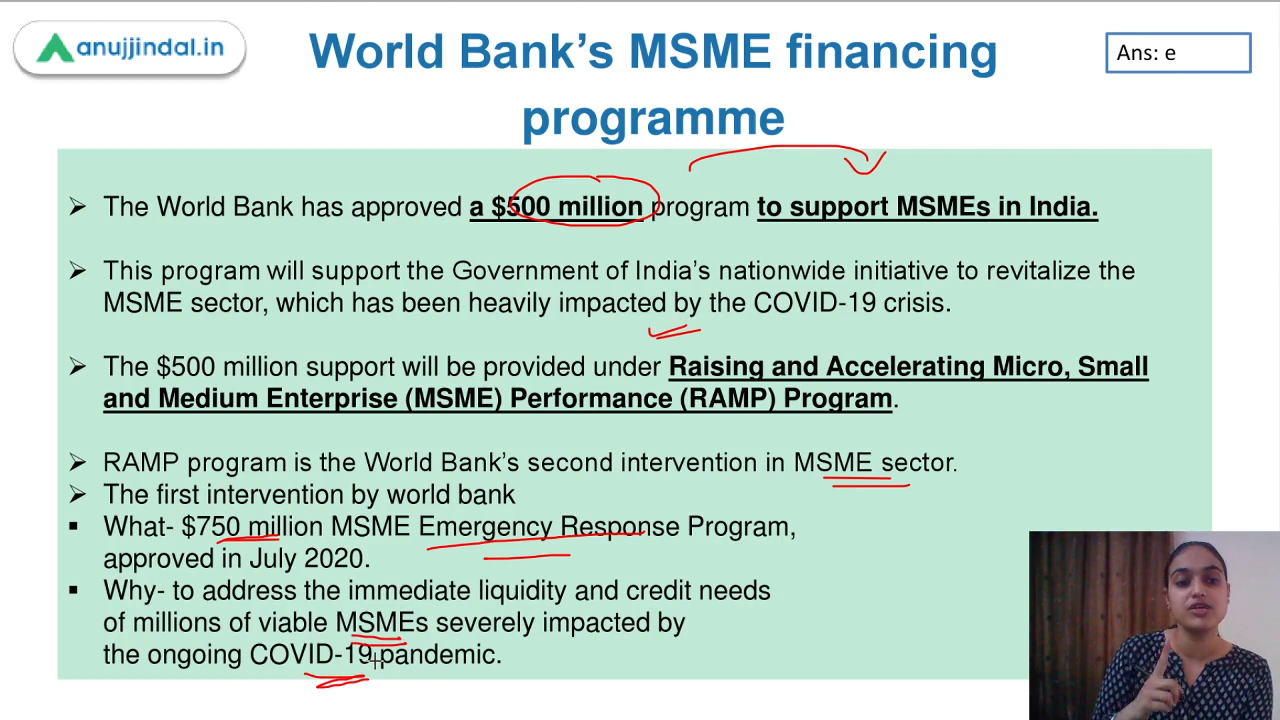 anujjindal.in
World Bank's MSME financing
programme
Ans: e
➢ The World Bank has approved a $500 million program to support MSMEs in India.
➢ This program will support the Government of India's nationwide initiative to revitalize the
MSME sector, which has been heavily impacted by the COVID-19 crisis.
➢ The $500 million support will be provided under Raising and Accelerating Micro, Small
and Medium Enterprise (MSME) Performance (RAMP) Program.
➢ RAMP program is the World Bank's second intervention in MSME sector.
➢ The first intervention by world bank
▪ What- $750 million MSME Emergency Response Program,
approved in July 2020.
▪ Why- to address the immediate liquidity and credit needs
of millions of viable MSMEs severely impacted by
the ongoing COVID-19 pandemic.